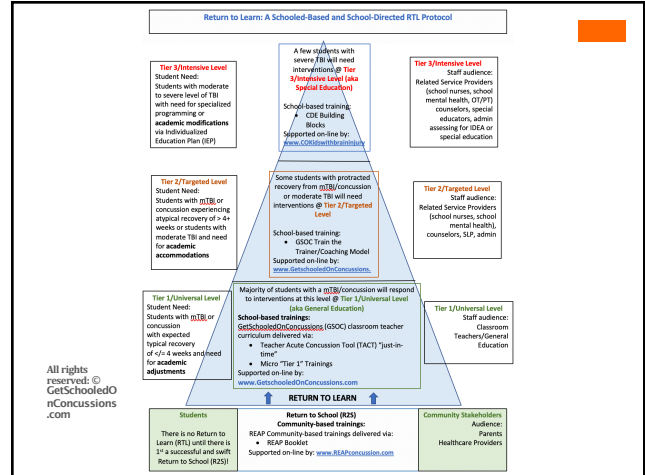 Return to Learn: A Schooled-Based and School-Directed RTL Protocol
Tier 3/Intensive Level
Student Need:
Students with moderate
to severe level of TBI
with need for specialized
programming or
academic modifications
via Individualized
Education Plan (IEP)
A few students with
severe TBI will need
interventions @ Tier
3/Intensive Level (aka
Special Education)
School-based training:
• CDE Building
Blocks
Supported on-line by:
www.COKidswithbraininjury
Tier 3/Intensive Level
Staff audience:
Related Service Providers
(school nurses, school
mental health, OT/PT)
counselors, special
educators, admin
assessing for IDEA or
special education
Tier 2/Targeted Level
Student Need:
Students with mTBI or
concussion experiencing
atypical recovery of > 4+
weeks or students with
moderate TBI and need
for academic
accommodations
Some students with protracted
recovery from mTBI/concussion
or moderate TBI will need
interventions @ Tier 2/Targeted
Level
School-based training:
• GSOC Train the
Trainer/Coaching Model
Supported on-line by:
www.GetschooledOnConcussions.
Tier 2/Targeted Level
Staff audience:
Related Service Providers
(school nurses, school
mental health),
counselors, SLP, admin
Tier 1/Universal Level
Student Need:
Students with mTBI or
concussion
with expected
typical recovery
of </= 4 weeks and need
for academic
adjustments
Majority of students with a mTBI/concussion will respond
to interventions at this level @ Tier 1/Universal Level
(aka General Education)
School-based trainings:
GetSchooledOnConcussions (GSOC) classroom teacher
curriculum delivered via:
• Teacher Acute Concussion Tool (TACT) "just-in-
time"
• Micro "Tier 1" Trainings
Supported on-line by:
www.GetschooledOnConcussions.com
Tier 1/Universal Level
Staff audience:
Classroom
Teachers/General
Education
RETURN TO LEARN
All rights
reserved: ©
GetSchooledO
nConcussions
.com
Students
There is no Return to
Learn (RTL) until there is
1st a successful and swift
Return to School (R2S)!
Return to School (R2S)
Community-based trainings:
REAP Community-based trainings delivered via:
• REAP Booklet
Supported on-line by: www.REAPconcussion.com
Community Stakeholders
Audience:
Parents
Healthcare Providers